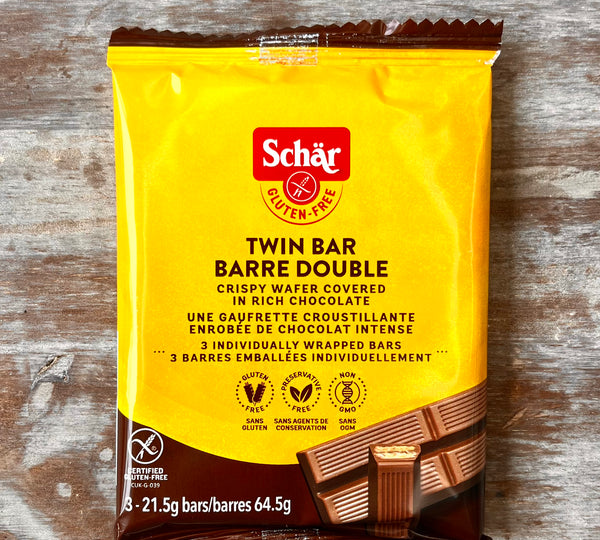 Schär
GLUTEN-FREE
TWIN BAR
BARRE DOUBLE
CRISPY WAFER COVERED
IN RICH CHOCOLATE
UNE GAUFRETTE CROUSTILLANTE
ENROBÉE DE CHOCOLAT INTENSE
3 INDIVIDUALLY WRAPPED BARS
3 BARRES EMBALLÉES INDIVIDUELLEMENT
GLUTEN FREE
SANS
GLUTEN
PRESERVATIVE FREE
SANS AGENTS DE
CONSERVATION
NON GMO
SANS
OGM
CERTIFIED
GLUTEN-FREE
CUK-G-039
3 - 21.5g bars/barres 64.5g